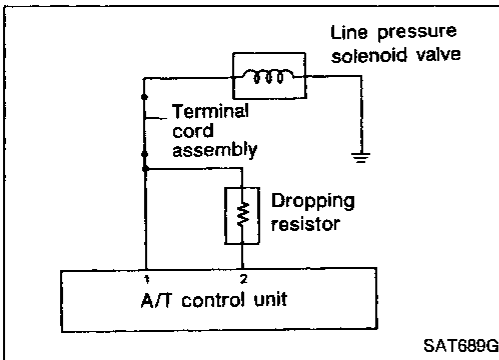 Line pressure
solenoid valve
Terminal
cord
assembly
Dropping
resistor
1 2
A/T control unit
SAT689G